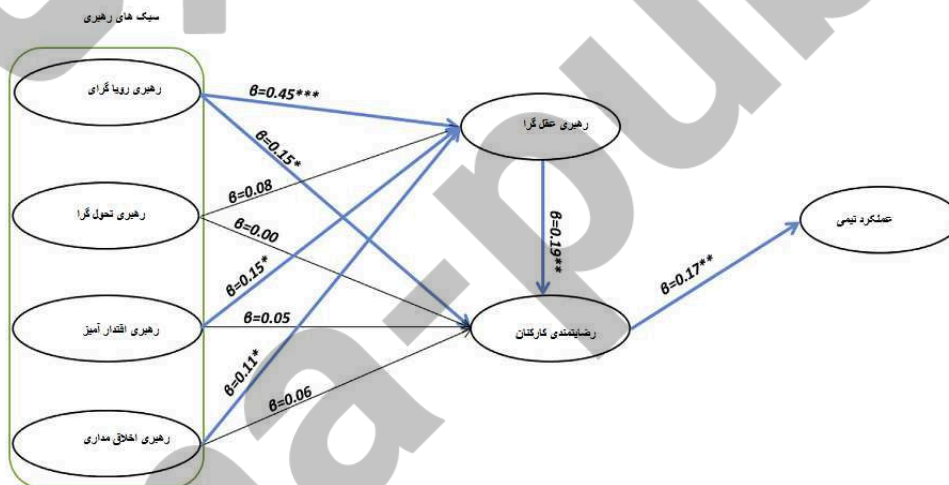 سبک های رهبری
رهبری رویا گرای
رهبری تحول گرا
رهبری اقتدار آمیز
رهبری اخلاق مداری
رهبری عقل گرا
رضایتمندی کارکنان
عملکرد تیمی
β=0.45***
β=0.15*
β=0.08
β=0.00
β=0.15*
β=0.05
β=0.11*
β=0.06
β=0.19**
β=0.17**